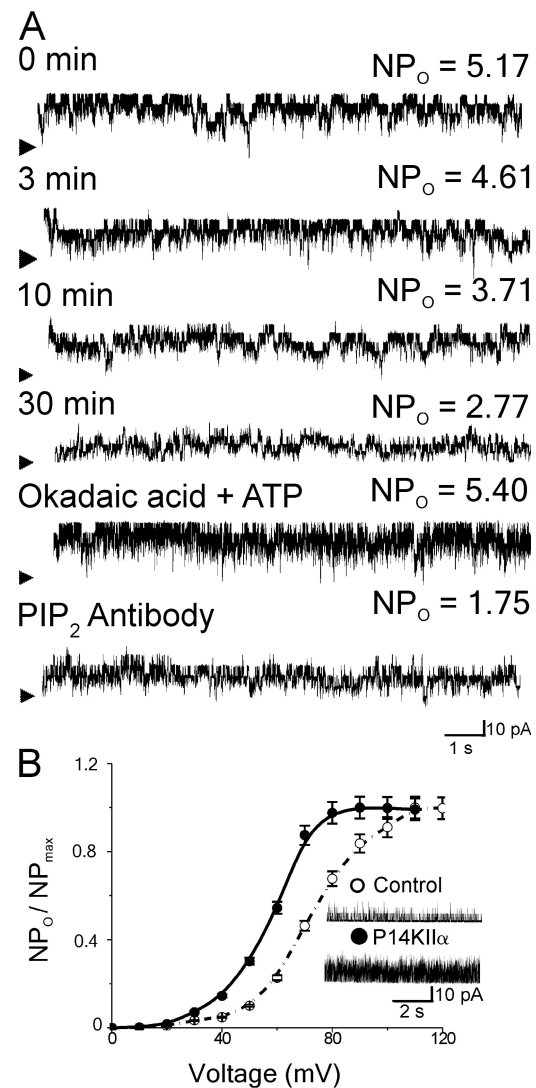 A
0 min
NPO = 5.17
3 min
NPO = 4.61
10 min
NPO = 3.71
30 min
NPO = 2.77
Okadaic acid + ATP
NPO = 5.40
PIP2 Antibody
NPO = 1.75
10 pA
1 s
B
1.2
0.8
0.4
0
NPO / NPmax
Control
P14KIIα
10 pA
2 s
0
40
80
120
Voltage (mV)